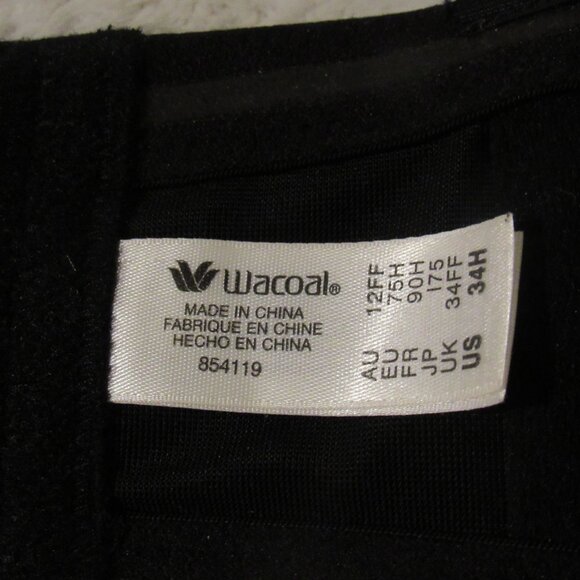 Wacoal®
MADE IN CHINA
FABRIQUE EN CHINE
HECHO EN CHINA
854119
AU 12FF
EU 75H
FR 90H
JP I75
UK 34FF
US 34H